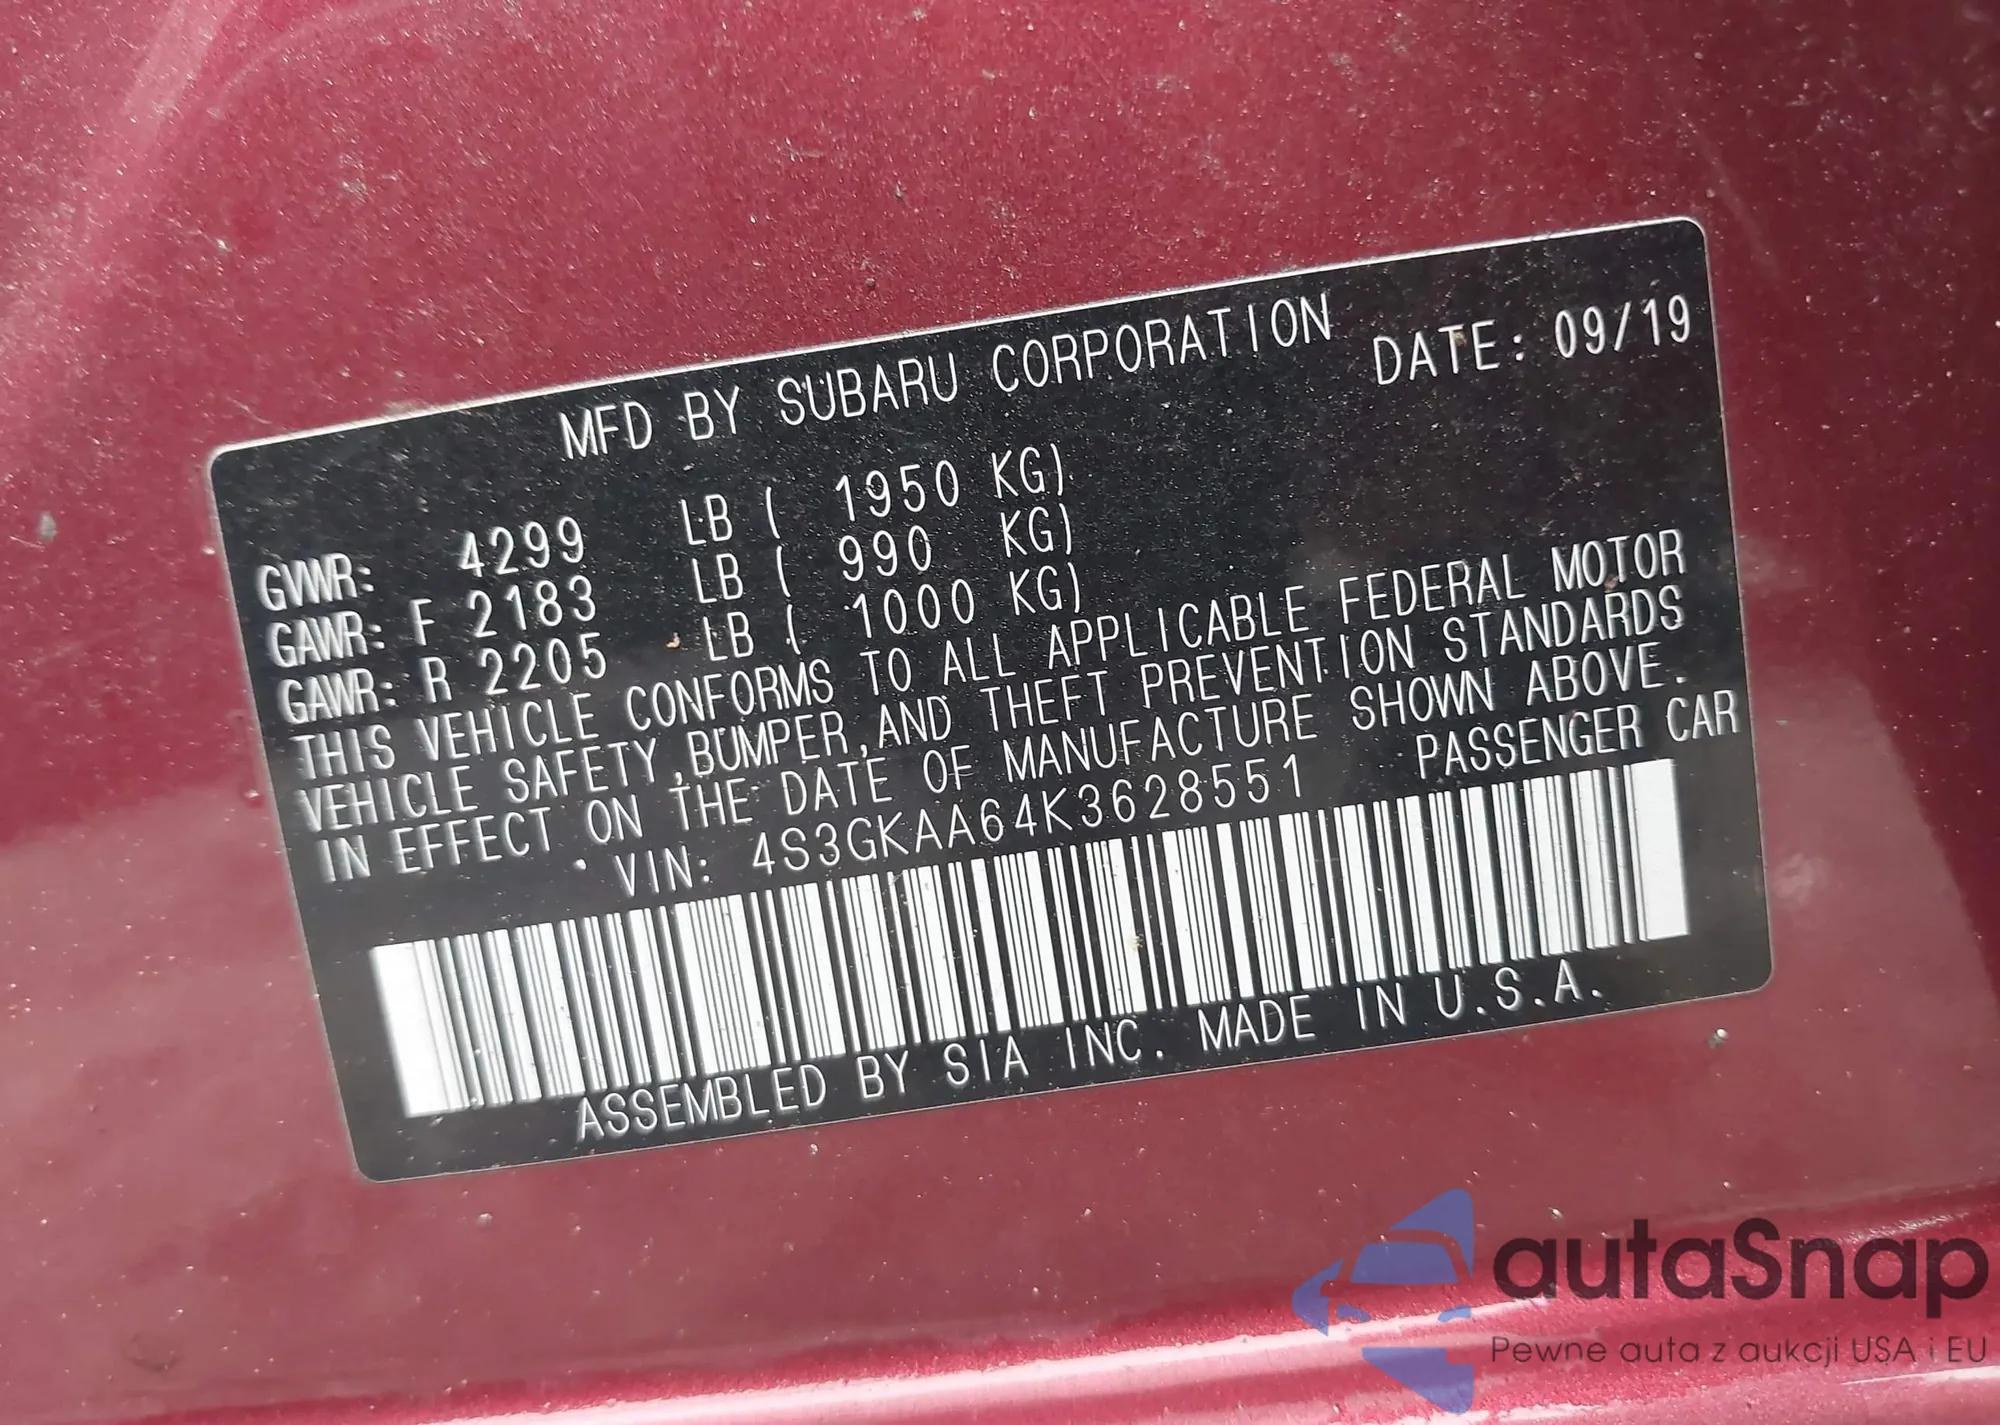 MFD BY SUBARU CORPORATION DATE: 09/19
GVWR: 4299 LB ( 1950 KG)
GAWR: F 2183 LB ( 990 KG)
GAWR: R 2205 LB ( 1000 KG)
THIS VEHICLE CONFORMS TO ALL APPLICABLE FEDERAL MOTOR
VEHICLE SAFETY,BUMPER,AND THEFT PREVENTION STANDARDS
IN EFFECT ON THE DATE OF MANUFACTURE SHOWN ABOVE.
VIN: 4S3GKAA64K3628551 PASSENGER CAR
ASSEMBLED BY SIA INC. MADE IN U.S.A.
autaSnap
Pewne auta z aukcji USA i EU